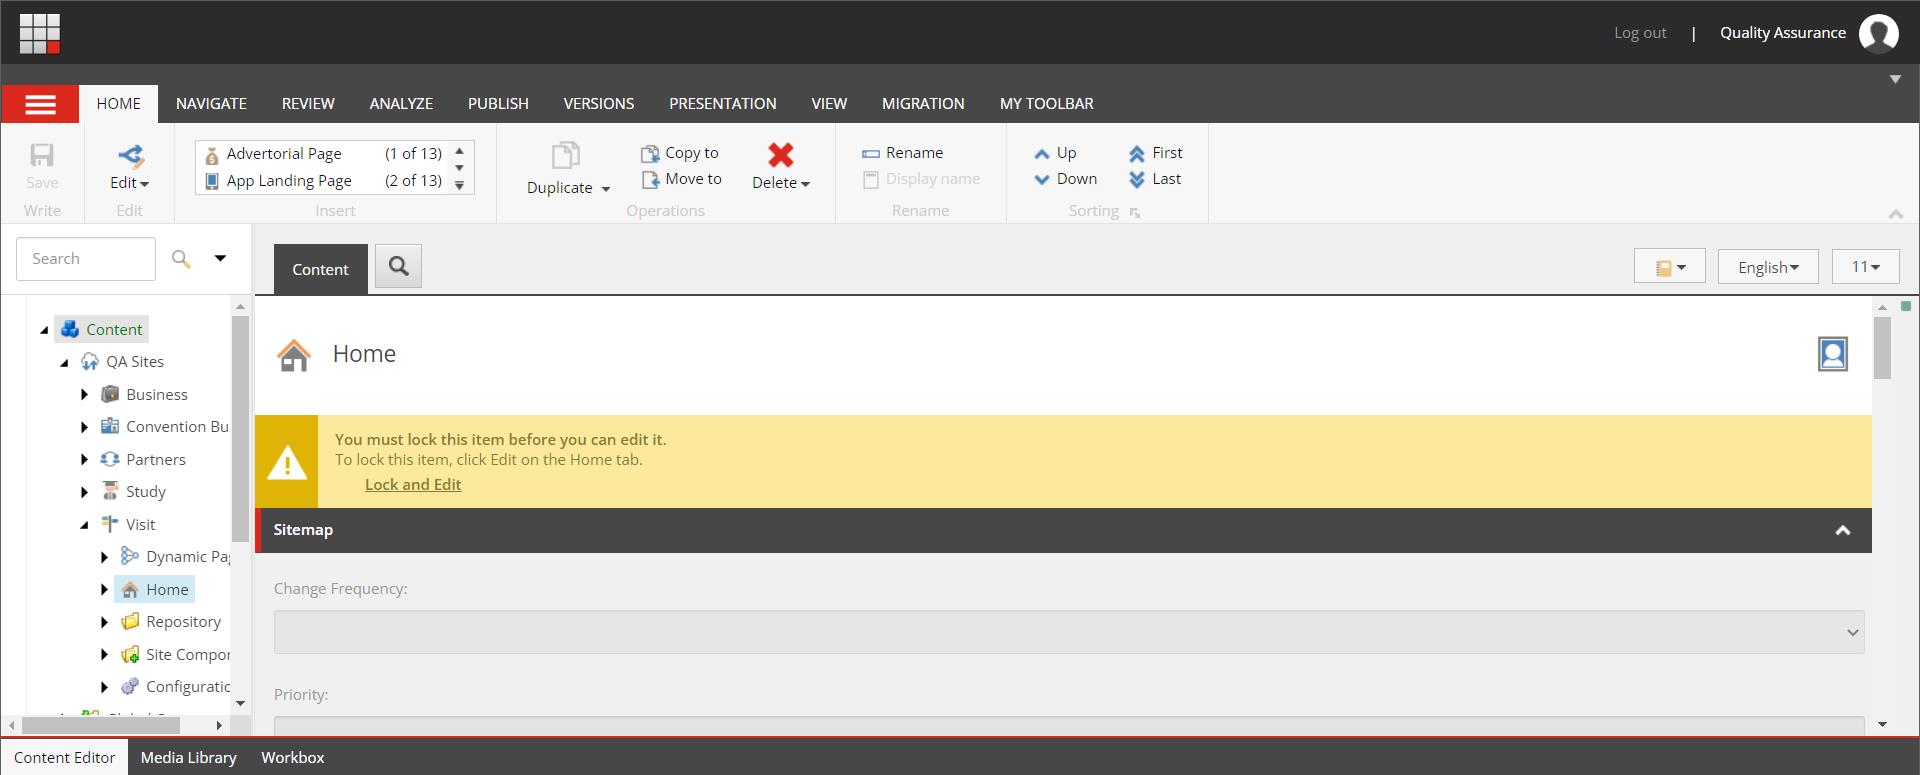 Log out | Quality Assurance
HOME NAVIGATE REVIEW ANALYZE PUBLISH VERSIONS PRESENTATION VIEW MIGRATION MY TOOLBAR
Save
Write
Edit
Edit
Advertorial Page (1 of 13)
App Landing Page (2 of 13)
Insert
Duplicate
Copy to
Move to
Delete
Operations
Rename
Display name
Rename
Up
Down
First
Last
Sorting
Search
Content
QA Sites
Business
Convention Bu
Partners
Study
Visit
Dynamic Pag
Home
Repository
Site Compor
Configuratic
Content
English
11
Home
You must lock this item before you can edit it.
To lock this item, click Edit on the Home tab.
Lock and Edit
Sitemap
Change Frequency:
Priority:
Content Editor Media Library Workbox